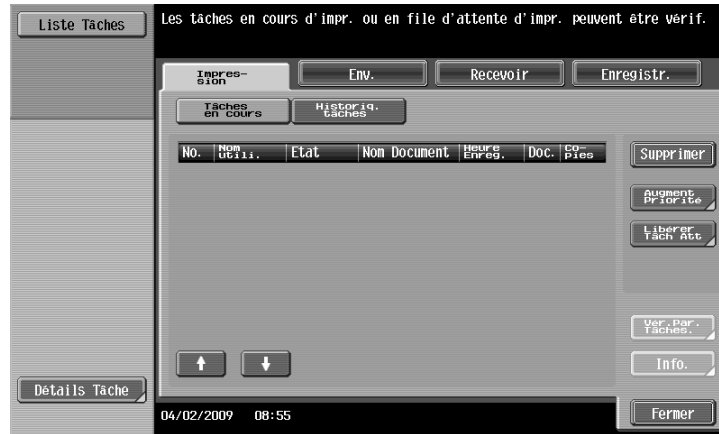 Liste Tâches
Les tâches en cours d'impr. ou en file d'attente d'impr. peuvent être vérif.
Impres-
sion
Env.
Recevoir
Enregistr.
Tâches
en cours
Historiq.
tâches
No.
Nom
utili.
Etat
Nom Document
Heure
Enreg.
Doc.
Co-
pies
Supprimer
Augment
Priorité
Libérer
Tâch Att
Vér.Par.
Tâches.
Info.
Détails Tâche
04/02/2009 08:55
Fermer